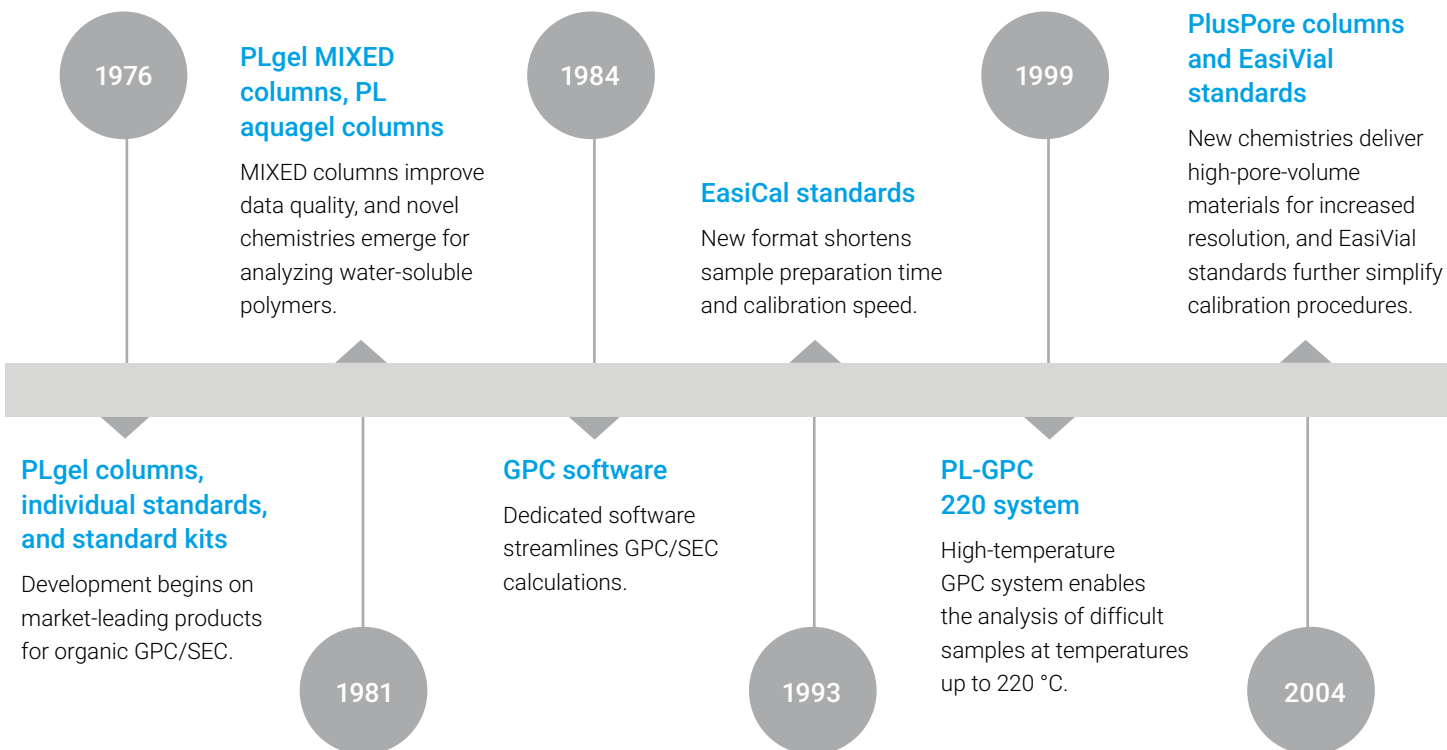 1976
PLgel columns,
individual standards,
and standard kits
Development begins on
market-leading products
for organic GPC/SEC.
PLgel MIXED
columns, PL
aquagel columns
MIXED columns improve
data quality, and novel
chemistries emerge for
analyzing water-soluble
polymers.
1981
1984
GPC software
Dedicated software
streamlines GPC/SEC
calculations.
EasiCal standards
New format shortens
sample preparation time
and calibration speed.
1993
1999
PL-GPC
220 system
High-temperature
GPC system enables
the analysis of difficult
samples at temperatures
up to 220 °C.
PlusPore columns
and EasiVial
standards
New chemistries deliver
high-pore-volume
materials for increased
resolution, and EasiVial
standards further simplify
calibration procedures.
2004